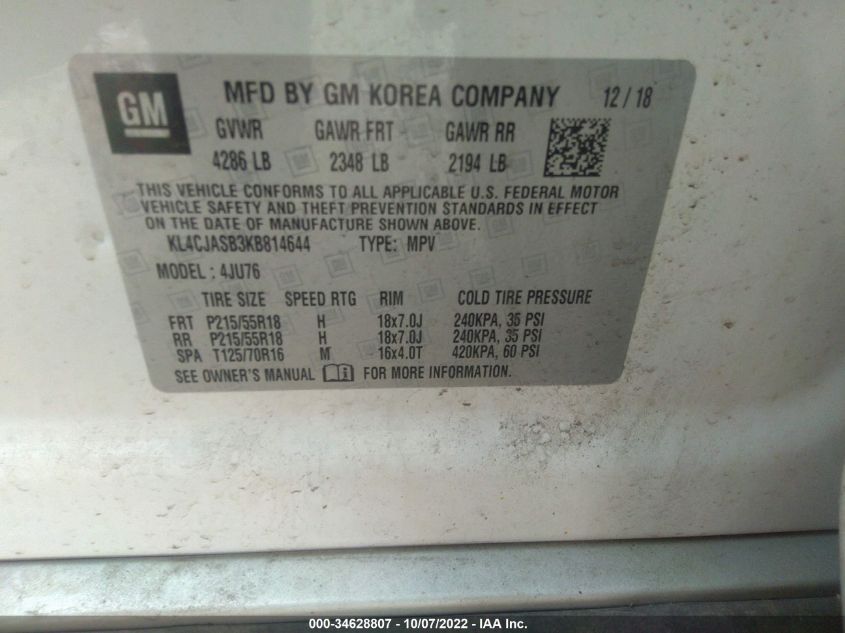 GM MFD BY GM KOREA COMPANY 12/18
GVWR GAWR FRT GAWR RR
4286 LB 2348 LB 2194 LB
THIS VEHICLE CONFORMS TO ALL APPLICABLE U.S. FEDERAL MOTOR
VEHICLE SAFETY AND THEFT PREVENTION STANDARDS IN EFFECT
ON THE DATE OF MANUFACTURE SHOWN ABOVE.
KL4CJASB3KB814644 TYPE: MPV
MODEL : 4JU76
TIRE SIZE SPEED RTG RIM COLD TIRE PRESSURE
FRT P215/55R18 H 18x7.0J 240KPA, 35 PSI
RR P215/55R18 H 18x7.0J 240KPA, 35 PSI
SPA T125/70R16 M 16x4.0T 420KPA, 60 PSI
SEE OWNER'S MANUAL FOR MORE INFORMATION.
000-34628807 - 10/07/2022 - IAA Inc.